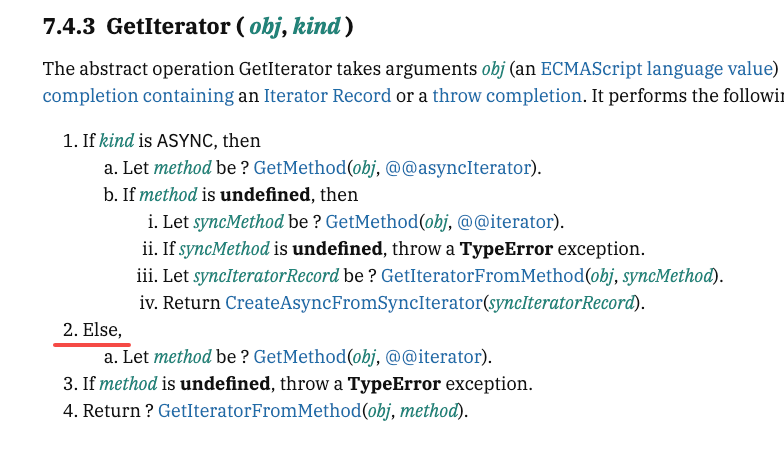 7.4.3 GetIterator ( obj, kind )
The abstract operation GetIterator takes arguments obj (an ECMAScript language value)
completion containing an Iterator Record or a throw completion. It performs the
1. If kind is ASYNC, then
a. Let method be ? GetMethod(obj, @@asyncIterator).
b. If method is undefined, then
i. Let syncMethod be ? GetMethod(obj, @@iterator).
ii. If syncMethod is undefined, throw a TypeError exception.
iii. Let syncIteratorRecord be ? GetIteratorFromMethod(obj, syncMethod).
iv. Return CreateAsyncFromSyncIterator(syncIteratorRecord).
2. Else,
a. Let method be ? GetMethod(obj, @@iterator).
3. If method is undefined, throw a TypeError exception.
4. Return ? GetIteratorFromMethod(obj, method).